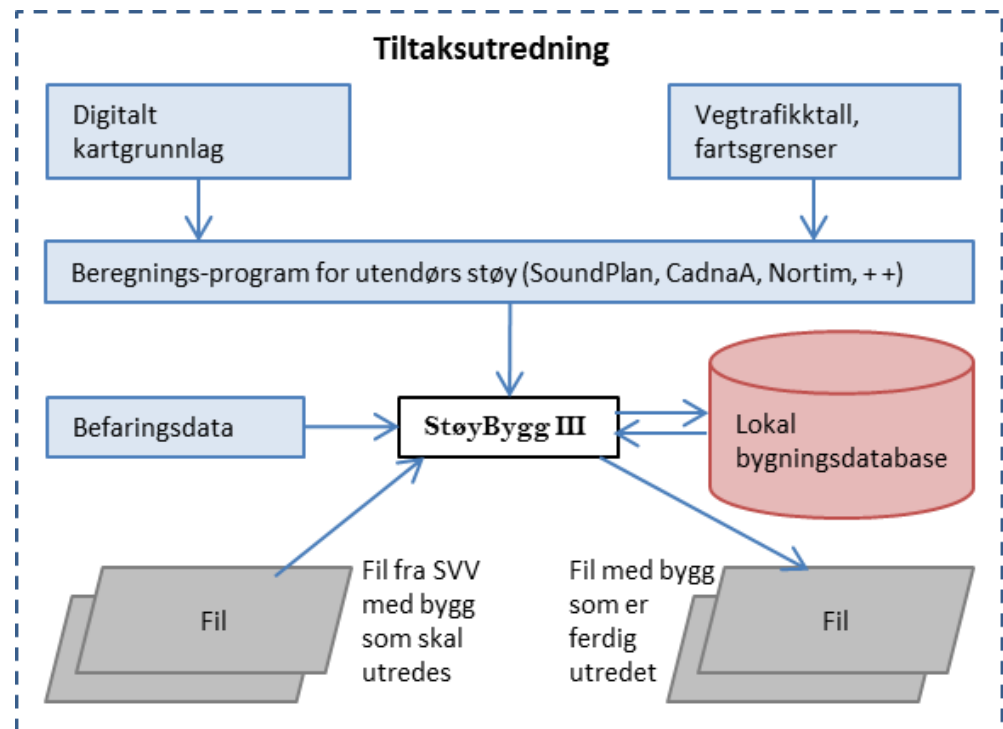 Tiltaksutredning
Digitalt
kartgrunnlag
Vegtrafikktall,
fartsgrenser
Beregnings-program for utendørs støy (SoundPlan, CadnaA, Nortim, + +)
Befaringsdata
StøyBygg III
Lokal
bygningsdatabase
Fil
Fil fra SVV
med bygg
som skal
utredes
Fil med bygg
som er
ferdig
utredet
Fil